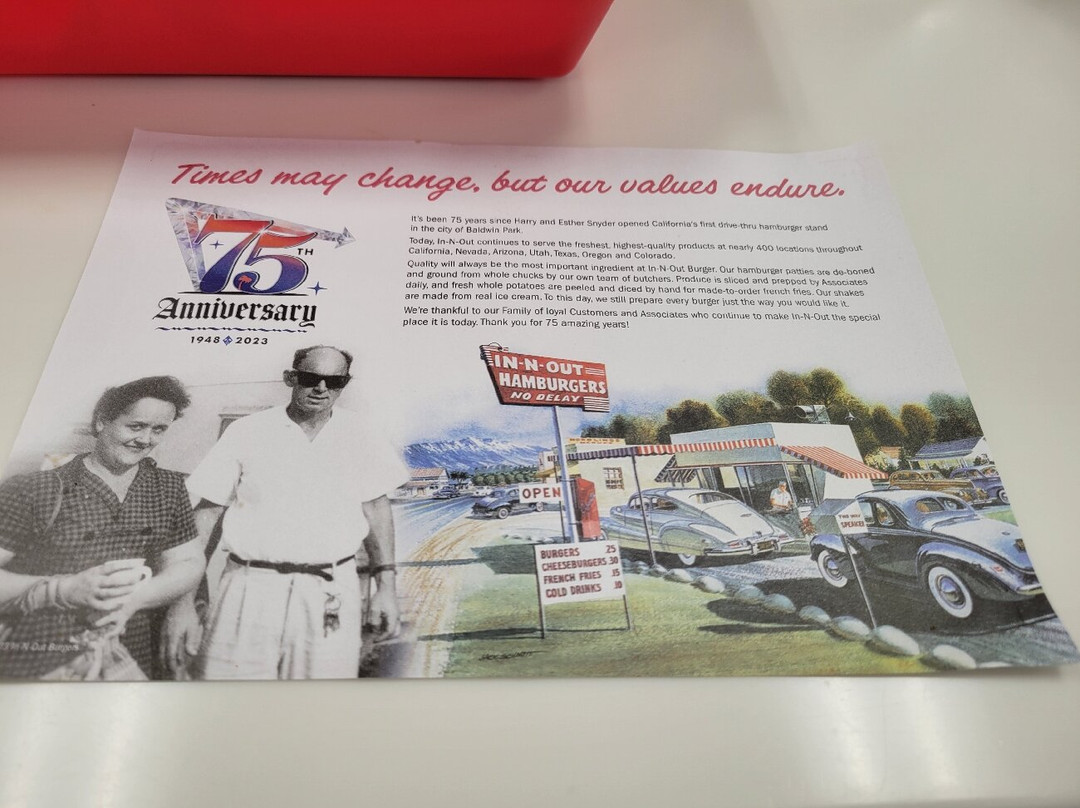 Times may change, but our values endure.
75TH
Anniversary
1948 2023
It's been 75 years since Harry and Esther Snyder opened California's first drive-thru hamburger stand
in the city of Baldwin Park.
Today, In-N-Out continues to serve the freshest, highest-quality products at nearly 400 locations throughout
California, Nevada, Arizona, Utah, Texas, Oregon and Colorado.
Quality will always be the most important ingredient at In-N-Out Burger. Our hamburger patties are de-boned
and ground from whole chucks by our own team of butchers. Produce is sliced and prepped by Associates
daily, and fresh whole potatoes are peeled and diced by hand for made-to-order french fries. Our shakes
are made from real ice cream. To this day, we still prepare every burger just the way you would like it.
We're thankful to our Family of loyal Customers and Associates who continue to make In-N-Out the special
place it is today. Thank you for 75 amazing years!
IN-N-OUT
HAMBURGERS
NO DELAY
OPEN
TWO WAY
SPEAKER
BURGERS 25
CHEESEBURGERS 30
FRENCH FRIES 15
COLD DRINKS 10
In-N-Out Burgers